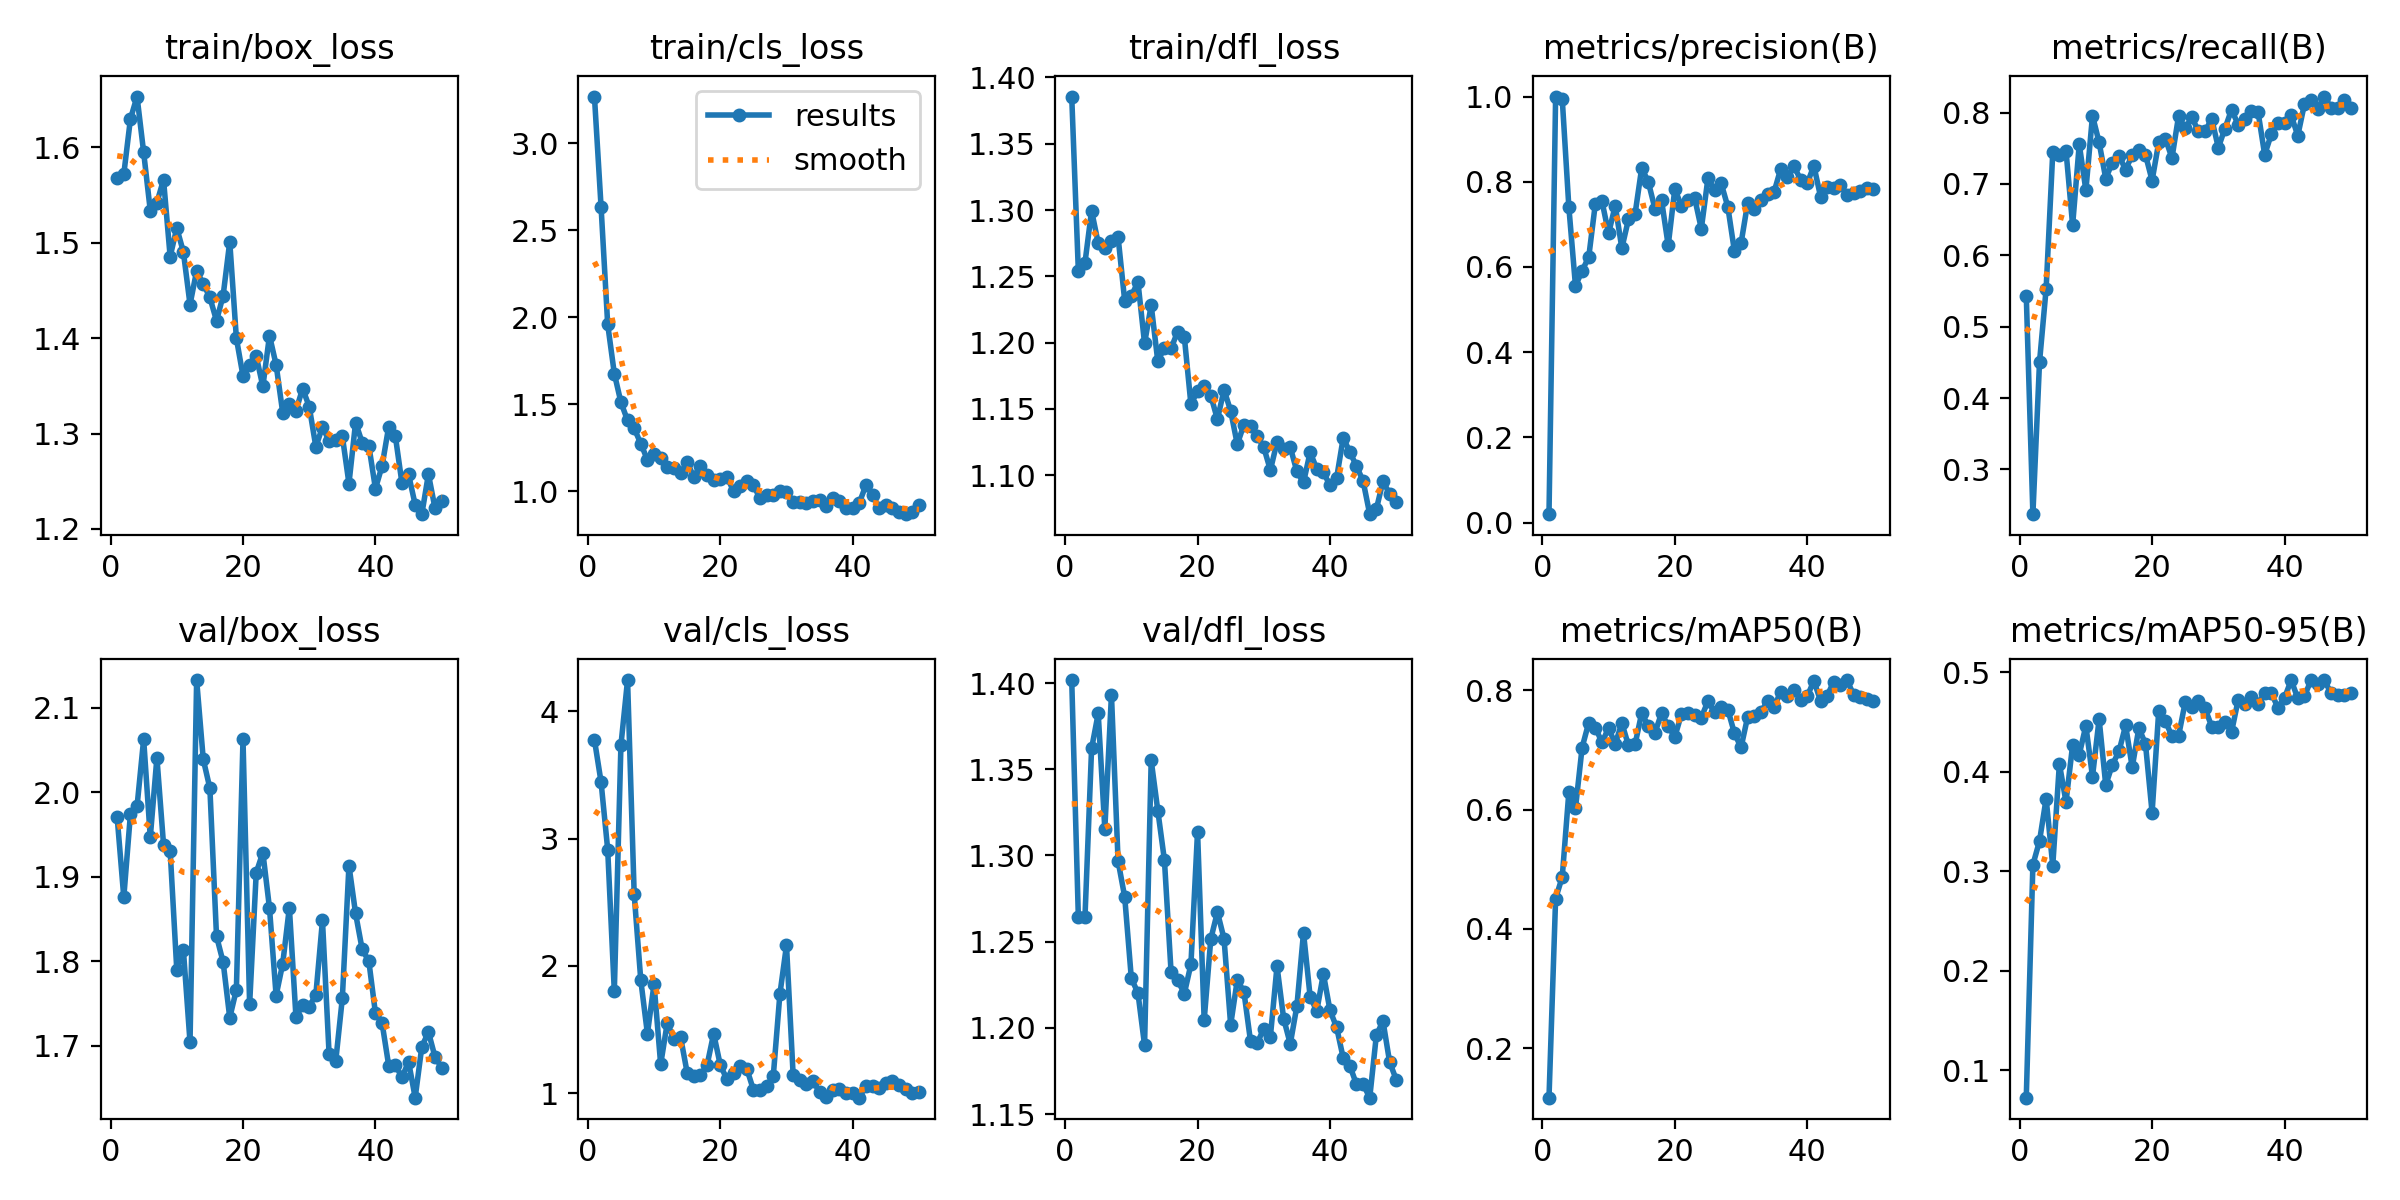 train/box_loss
1.6
1.5
1.4
1.3
1.2
0 20 40
train/cls_loss
results
smooth
3.0
2.5
2.0
1.5
1.0
0 20 40
train/dfl_loss
1.40
1.35
1.30
1.25
1.20
1.15
1.10
0 20 40
metrics/precision(B)
1.0
0.8
0.6
0.4
0.2
0.0
0 20 40
metrics/recall(B)
0.8
0.7
0.6
0.5
0.4
0.3
0 20 40
val/box_loss
2.1
2.0
1.9
1.8
1.7
0 20 40
val/cls_loss
4
3
2
1
0 20 40
val/dfl_loss
1.40
1.35
1.30
1.25
1.20
1.15
0 20 40
metrics/mAP50(B)
0.8
0.6
0.4
0.2
0 20 40
metrics/mAP50-95(B)
0.5
0.4
0.3
0.2
0.1
0 20 40